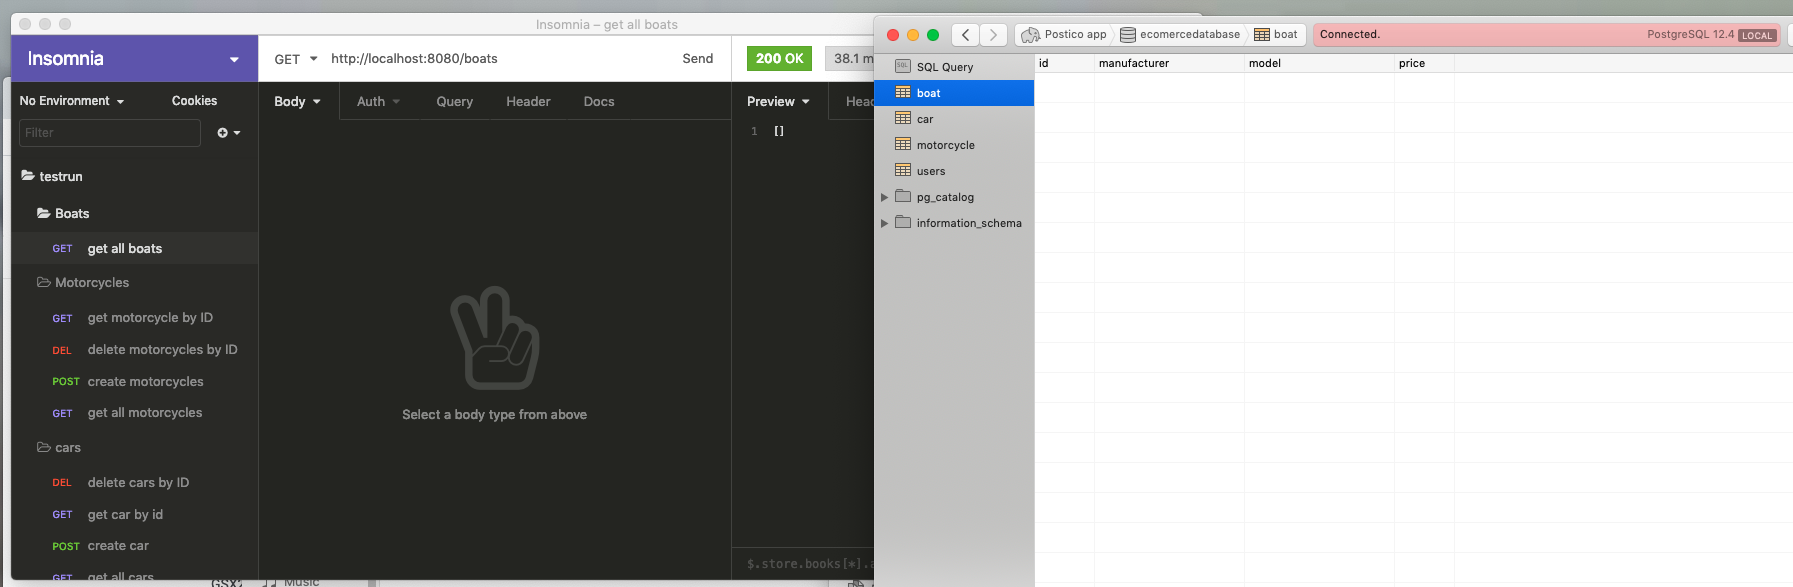 Insomnia – get all boats
Insomnia
GET http://localhost:8080/boats Send
200 OK 38.1 m
No Environment Cookies
Body Auth Query Header Docs
Preview Head
Filter
1 []
testrun
Boats
GET get all boats
Motorcycles
GET get motorcycle by ID
DEL delete motorcycles by ID
POST create motorcycles
GET get all motorcycles
cars
DEL delete cars by ID
GET get car by id
POST create car
GET get all cars
Select a body type from above
$.store.books[*].a
GSX
Music
Postico app ecomercedatabase boat
Connected. PostgreSQL 12.4 LOCAL
SQL SQL Query
boat
car
motorcycle
users
pg_catalog
information_schema
id manufacturer model price